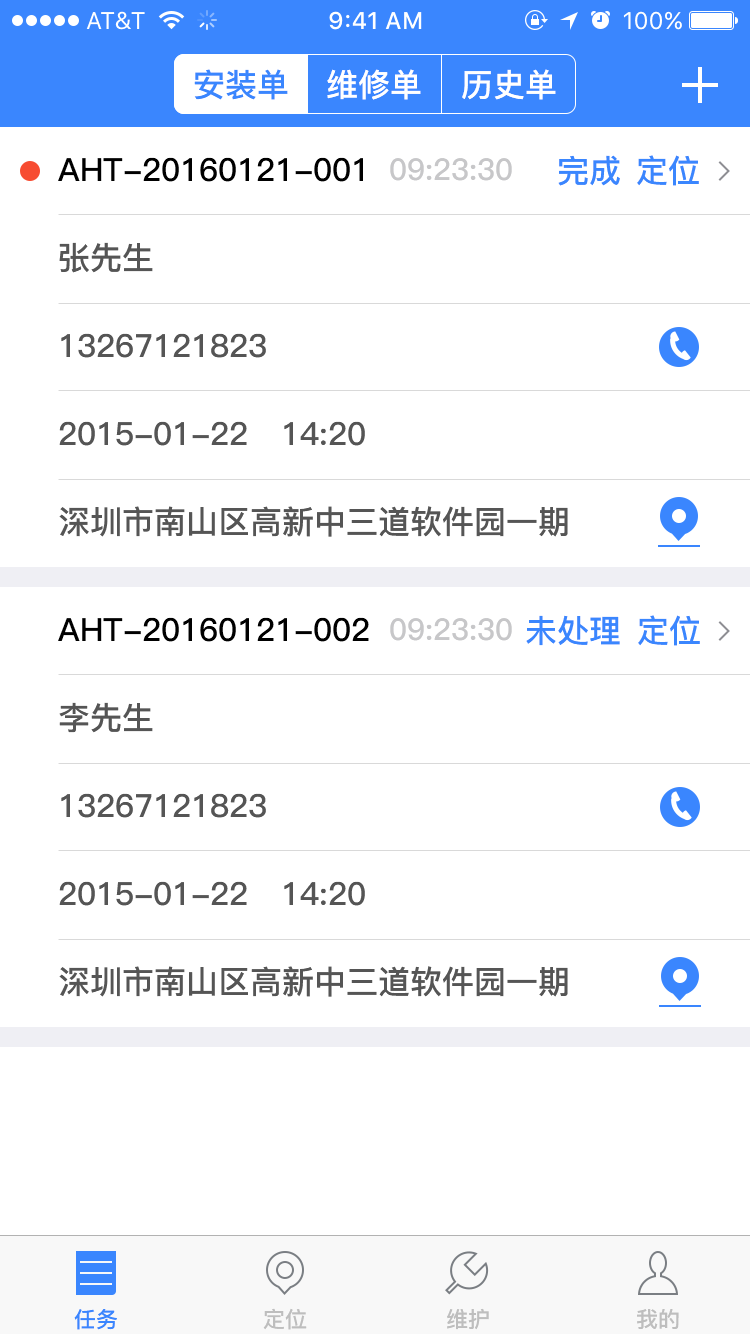 AT&T 9:41 AM 100%
安装单 维修单 历史单
AHT-20160121-001 09:23:30 完成 定位
张先生
13267121823
2015-01-22 14:20
深圳市南山区高新中三道软件园一期
AHT-20160121-002 09:23:30 未处理 定位
李先生
13267121823
2015-01-22 14:20
深圳市南山区高新中三道软件园一期
任务 定位 维护 我的